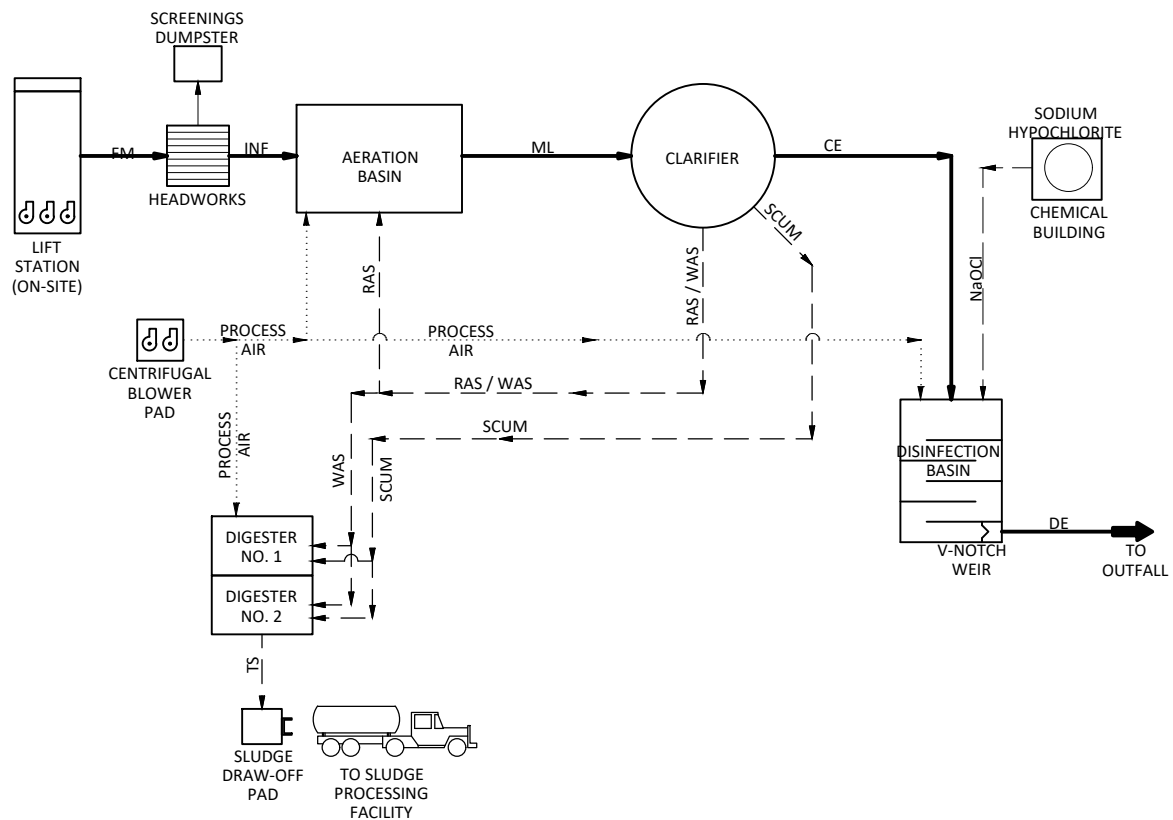 SCREENINGS
DUMPSTER
SODIUM
HYPOCHLORITE
FM
INF
AERATION
BASIN
ML
CLARIFIER
CE
HEADWORKS
CHEMICAL
BUILDING
LIFT
STATION
(ON-SITE)
SCUM
RAS
RAS / WAS
NaOCl
PROCESS
AIR
PROCESS
AIR
CENTRIFUGAL
BLOWER
PAD
RAS / WAS
SCUM
PROCESS
AIR
WAS
SCUM
DISINFECTION
BASIN
DIGESTER
NO. 1
DIGESTER
NO. 2
DE
V-NOTCH
WEIR
TO
OUTFALL
TS
SLUDGE
DRAW-OFF
PAD
TO SLUDGE
PROCESSING
FACILITY